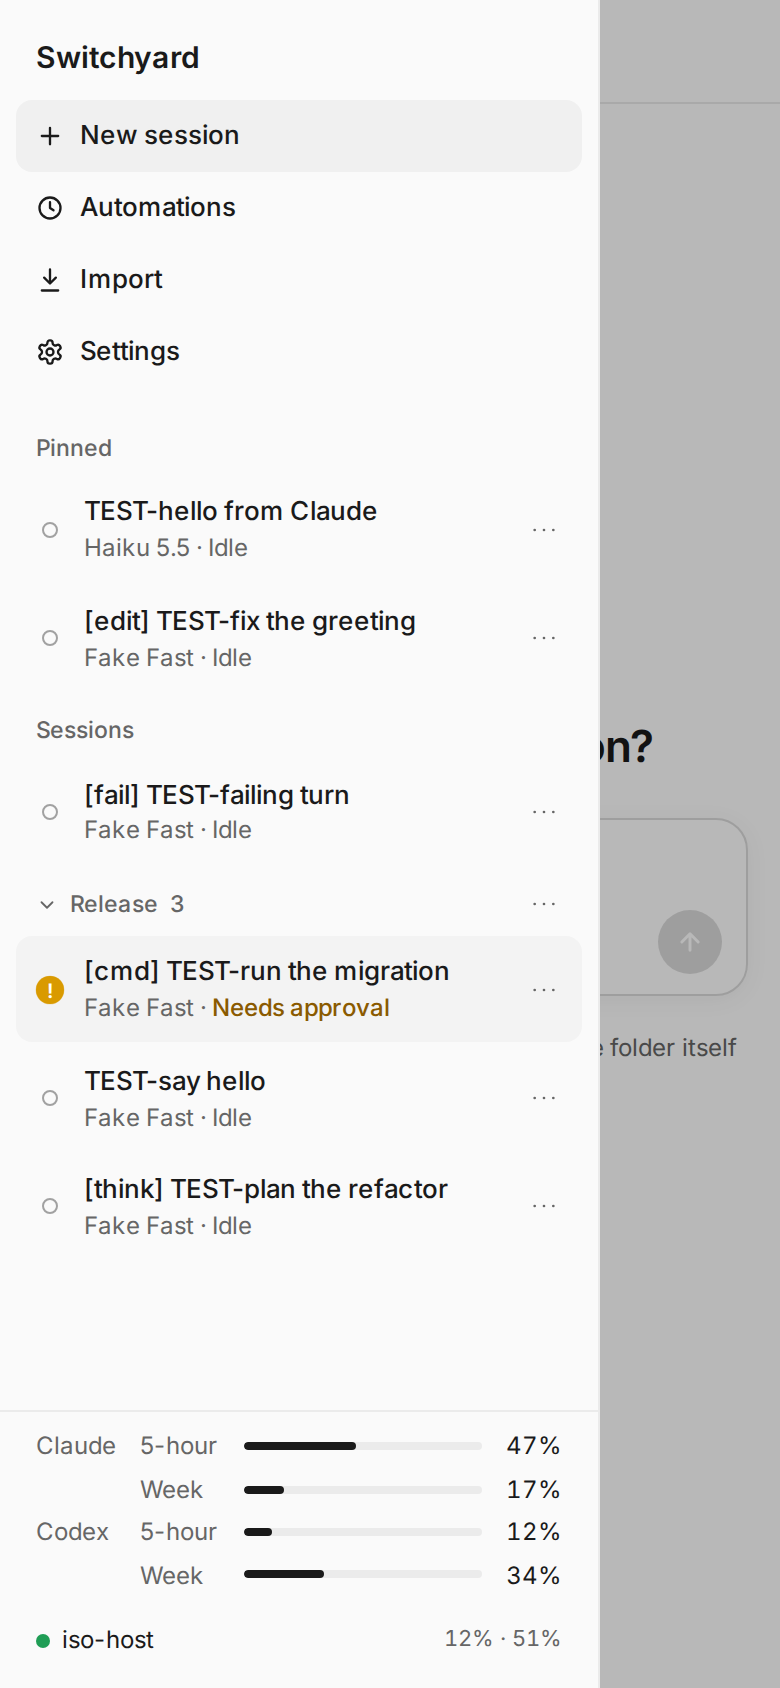 Switchyard
New session
Automations
Import
Settings
Pinned
TEST-hello from Claude
Haiku 5.5 · Idle
[edit] TEST-fix the greeting
Fake Fast · Idle
Sessions
[fail] TEST-failing turn
Fake Fast · Idle
Release 3
[cmd] TEST-run the migration
Fake Fast · Needs approval
TEST-say hello
Fake Fast · Idle
[think] TEST-plan the refactor
Fake Fast · Idle
Claude 5-hour 47%
Week 17%
Codex 5-hour 12%
Week 34%
iso-host 12% · 51%
on?
folder itself